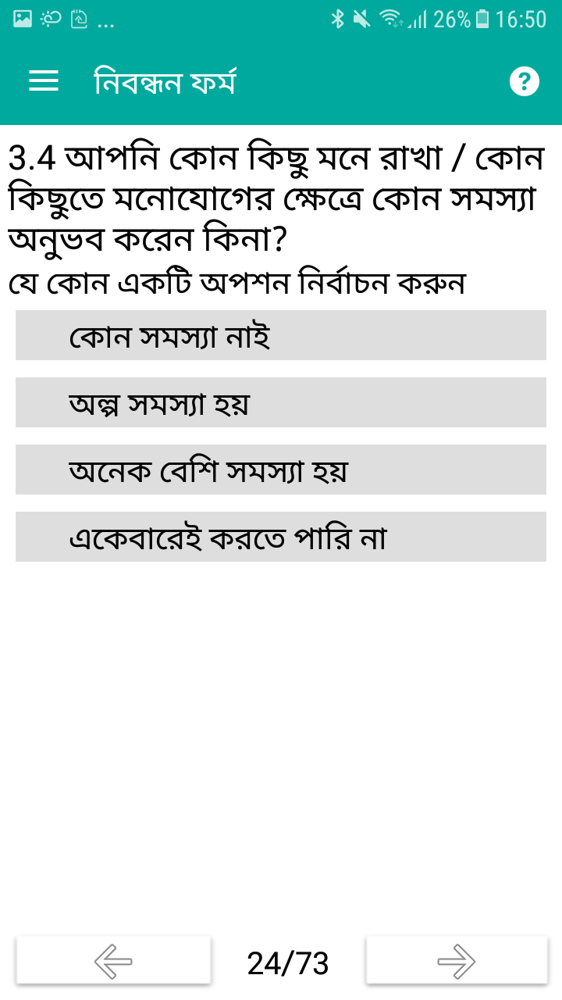 ... 26% 16:50
নিবন্ধন ফর্ম ?
3.4 আপনি কোন কিছু মনে রাখা / কোন
কিছুতে মনোযোগের ক্ষেত্রে কোন সমস্যা
অনুভব করেন কিনা?
যে কোন একটি অপশন নির্বাচন করুন
কোন সমস্যা নাই
অল্প সমস্যা হয়
অনেক বেশি সমস্যা হয়
একেবারেই করতে পারি না
24/73